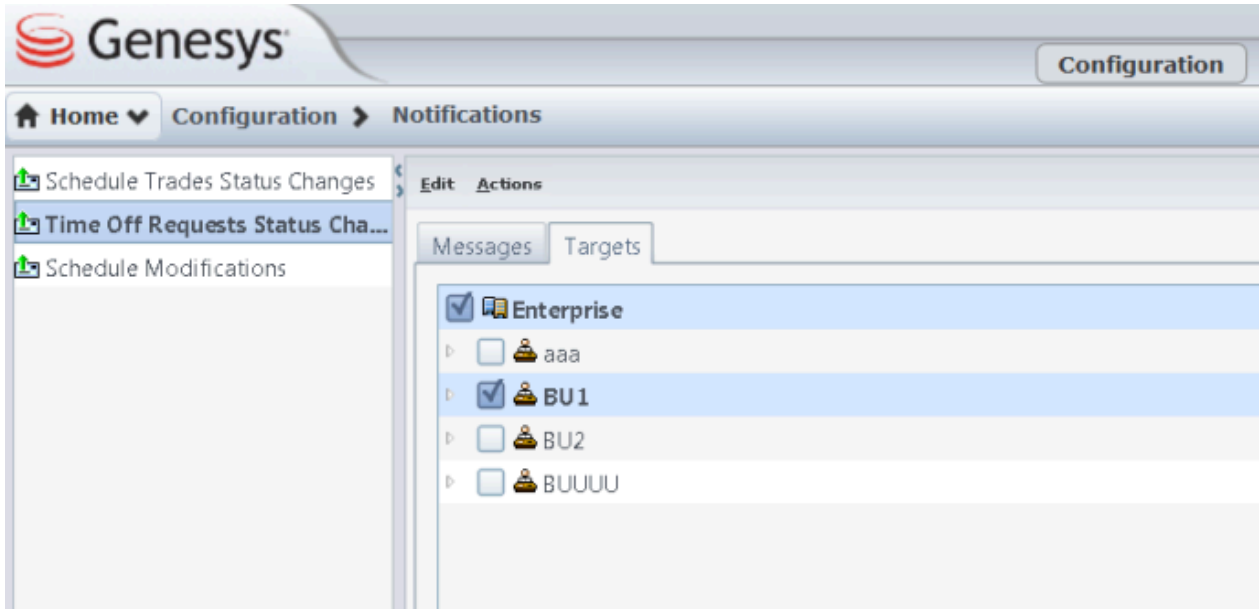 Genesys
Configuration
Home Configuration Notifications
Schedule Trades Status Changes
Time Off Requests Status Cha...
Schedule Modifications
Edit Actions
Messages Targets
Enterprise
aaa
BU1
BU2
BUUUU